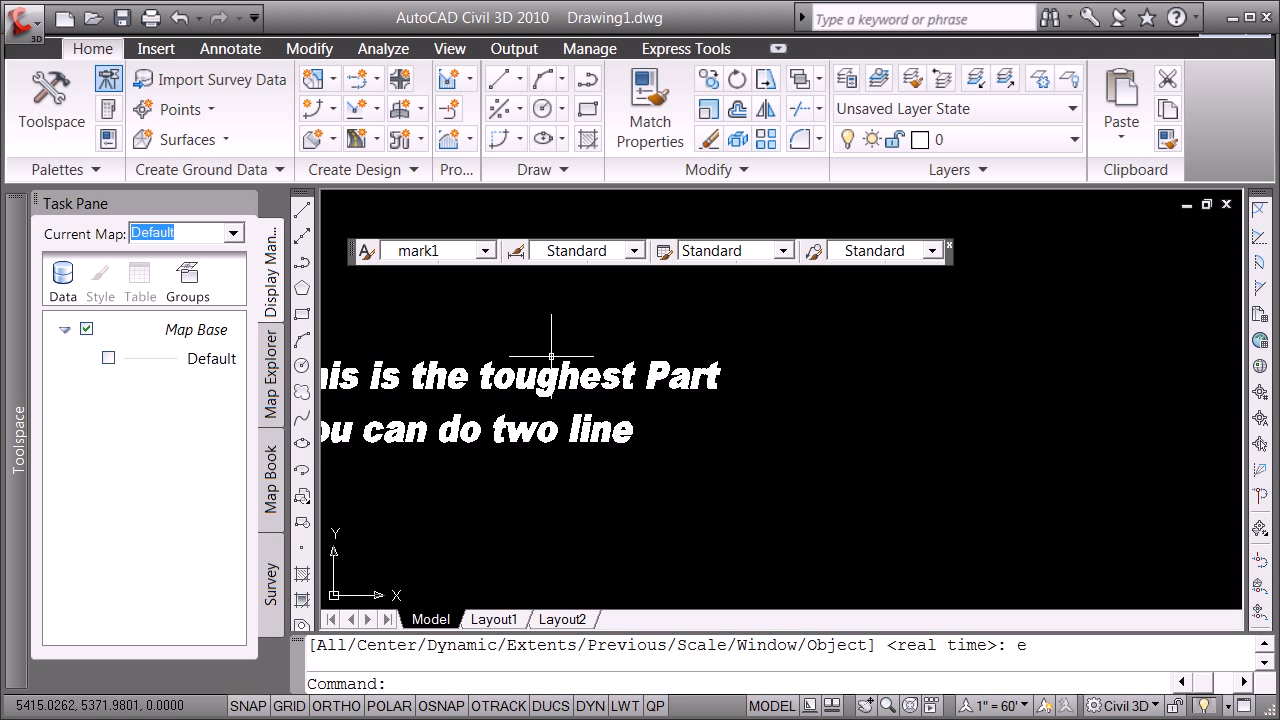 AutoCAD Civil 3D 2010 Drawing1.dwg
Type a keyword or phrase
3D
Home Insert Annotate Modify Analyze View Output Manage Express Tools
Toolspace
Import Survey Data
Points
Surfaces
Match
Properties
Unsaved Layer State
0
Paste
Palettes
Create Ground Data
Create Design
Pro...
Draw
Modify
Layers
Clipboard
Task Pane
Current Map: Default
Data Style Table Groups
Map Base
Default
Display Man...
Map Explorer
Map Book
Survey
Toolspace
mark1 Standard Standard Standard
his is the toughest Part
ou can do two line
Y
X
Model Layout1 Layout2
[All/Center/Dynamic/Extents/Previous/Scale/Window/Object] <real time>: e
Command:
5415.0262, 5371.9801, 0.0000 SNAP GRID ORTHO POLAR OSNAP OTRACK DUCS DYN LWT QP MODEL 1" = 60' Civil 3D